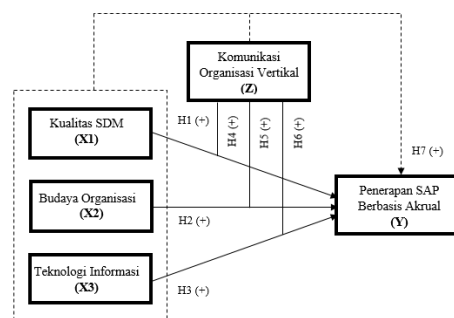 Komunikasi
Organisasi Vertikal
(Z)
Kualitas SDM
(X1)
H1 (+)
H4 (+)
H5 (+)
H6 (+)
H7 (+)
Budaya Organisasi
(X2)
H2 (+)
Penerapan SAP
Berbasis Akrual
(Y)
Teknologi Informasi
(X3)
H3 (+)